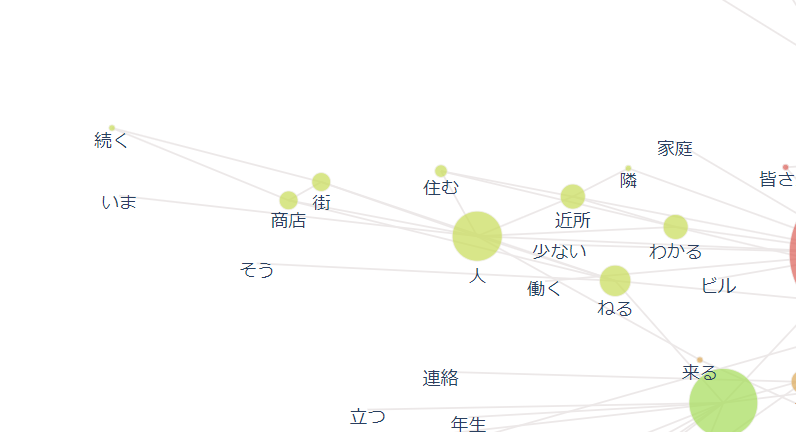 続く
家庭
皆さ
隣
住む
いま
街
商店
近所
少ない
わかる
人
そう
働く
ビル
ねる
来る
連絡
立つ
年生